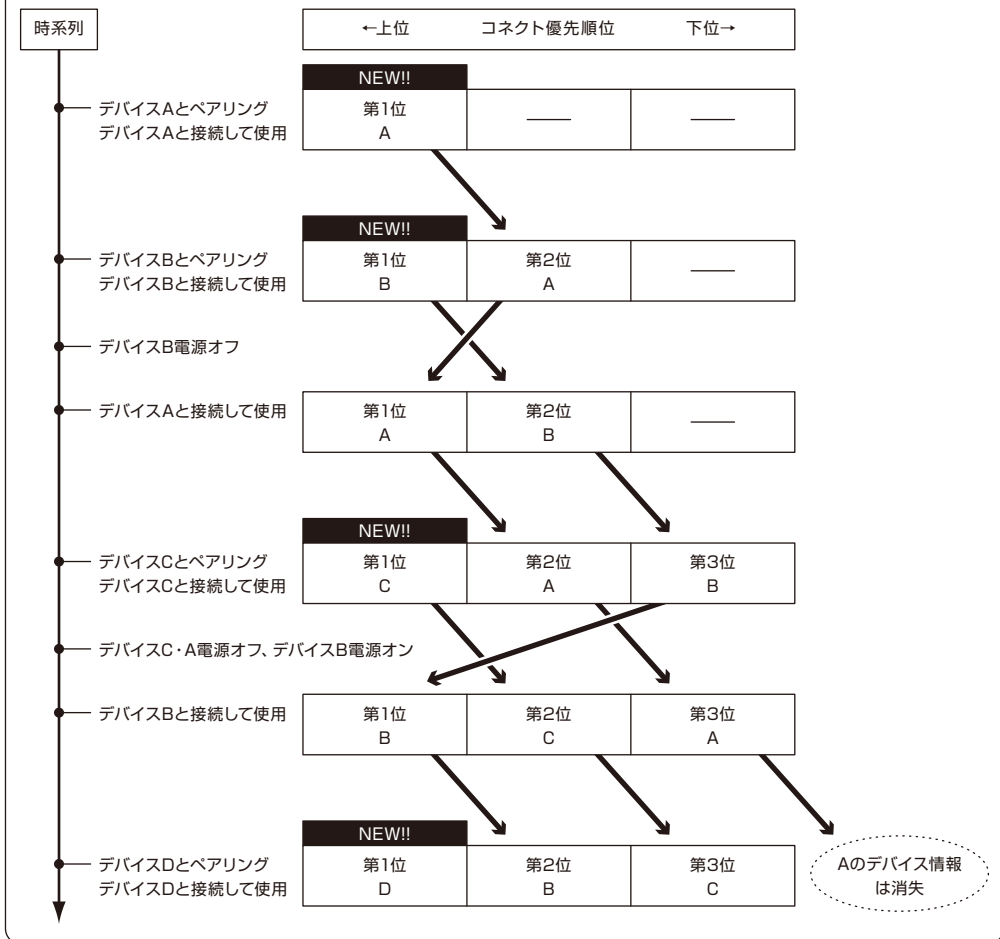 時系列
←上位 コネクト優先順位 下位→
NEW!!
デバイスAとペアリング
デバイスAと接続して使用
第1位
A
——
——
NEW!!
デバイスBとペアリング
デバイスBと接続して使用
第1位
B
第2位
A
——
デバイスB電源オフ
デバイスAと接続して使用
第1位
A
第2位
B
——
NEW!!
デバイスCとペアリング
デバイスCと接続して使用
第1位
C
第2位
A
第3位
B
デバイスC・A電源オフ、デバイスB電源オン
デバイスBと接続して使用
第1位
B
第2位
C
第3位
A
NEW!!
デバイスDとペアリング
デバイスDと接続して使用
第1位
D
第2位
B
第3位
C
Aのデバイス情報
は消失